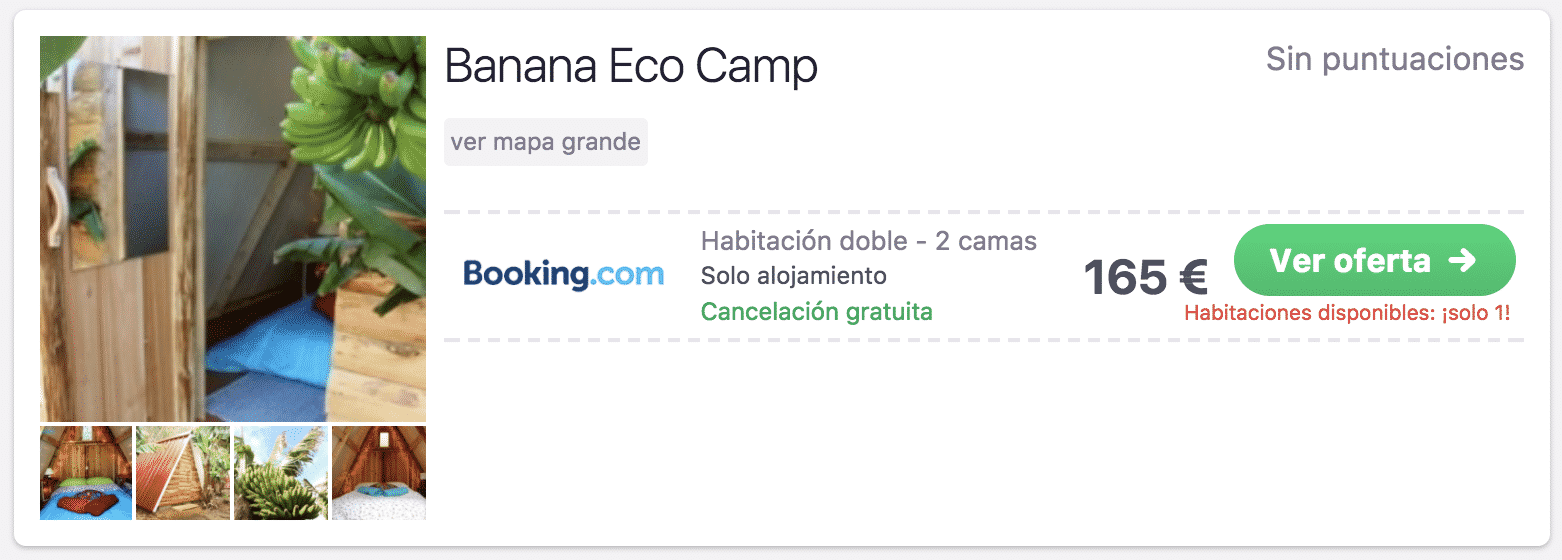 Banana Eco Camp
Sin puntuaciones
ver mapa grande
Booking.com
Habitación doble - 2 camas
Solo alojamiento
Cancelación gratuita
165 €
Ver oferta →
Habitaciones disponibles: ¡solo 1!